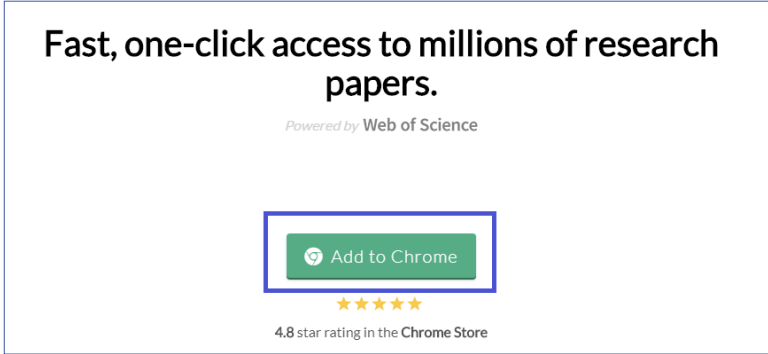 Fast, one-click access to millions of research
papers.
Powered by Web of Science
Add to Chrome
4.8 star rating in the Chrome Store